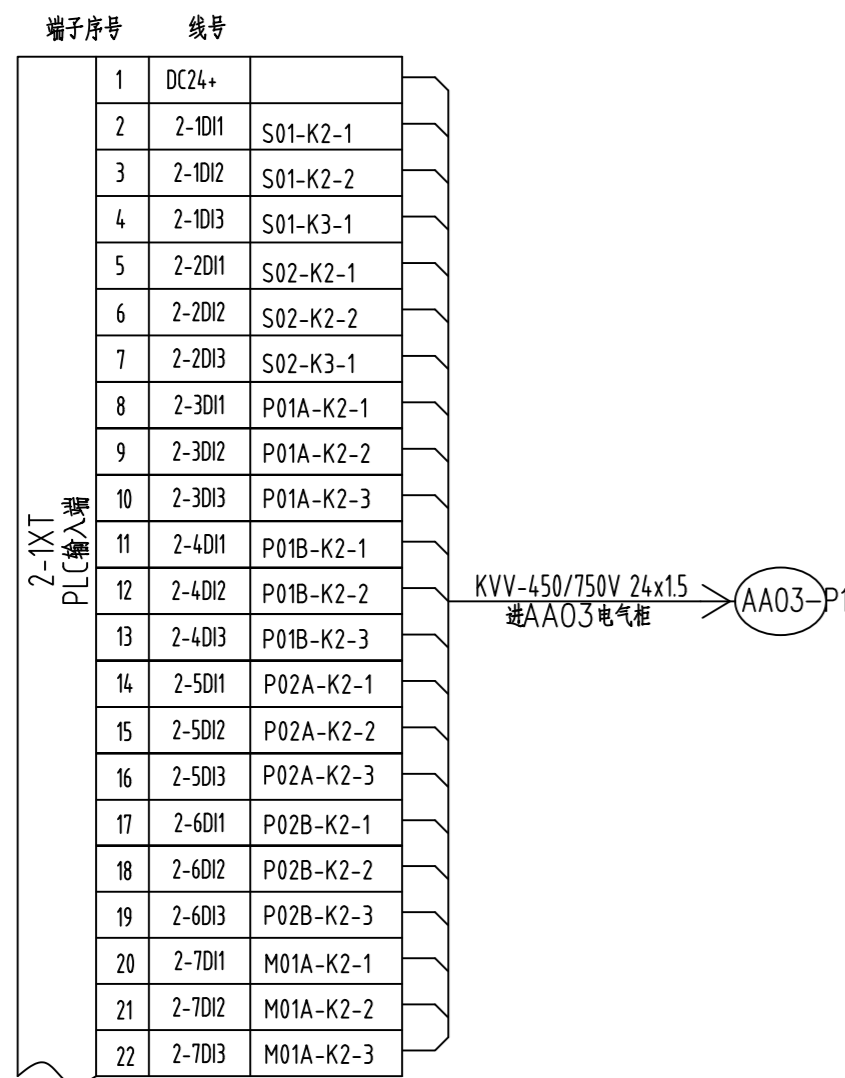 端子序号 线号
1 DC24+
2 2-1DI1 S01-K2-1
3 2-1DI2 S01-K2-2
4 2-1DI3 S01-K3-1
5 2-2DI1 S02-K2-1
6 2-2DI2 S02-K2-2
7 2-2DI3 S02-K3-1
8 2-3DI1 P01A-K2-1
9 2-3DI2 P01A-K2-2
10 2-3DI3 P01A-K2-3
11 2-4DI1 P01B-K2-1
12 2-4DI2 P01B-K2-2
13 2-4DI3 P01B-K2-3
14 2-5DI1 P02A-K2-1
15 2-5DI2 P02A-K2-2
16 2-5DI3 P02A-K2-3
17 2-6DI1 P02B-K2-1
18 2-6DI2 P02B-K2-2
19 2-6DI3 P02B-K2-3
20 2-7DI1 M01A-K2-1
21 2-7DI2 M01A-K2-2
22 2-7DI3 M01A-K2-3
2-1XT
PLC输入端
KVV-450/750V 24x1.5
进AA03电气柜
AA03-P1